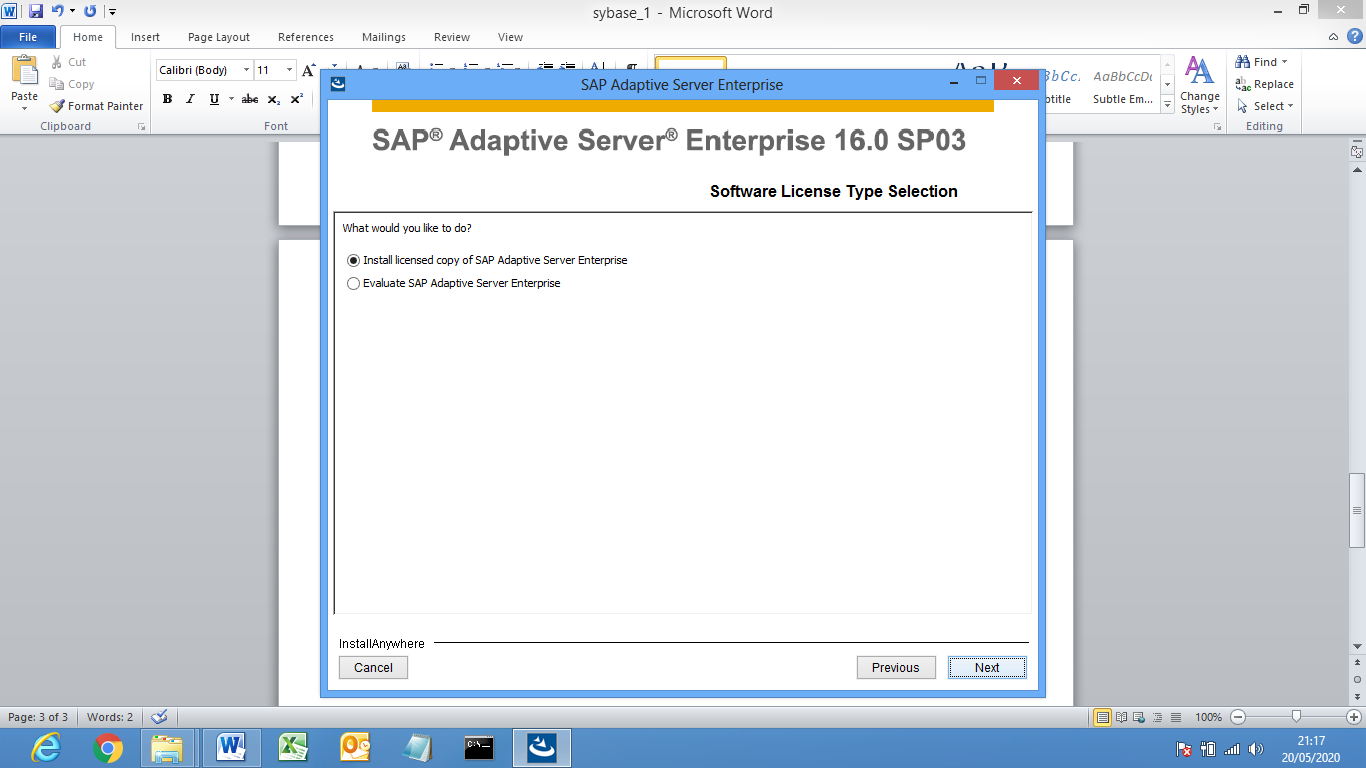 sybase_1 - Microsoft Word
File Home Insert Page Layout References Mailings Review View
Paste
Cut
Copy
Format Painter
Clipboard
Calibri (Body) 11
B I U abc x₂ x²
Font
Subtle Em...
Change
Styles
Find
Replace
Select
Editing
SAP Adaptive Server Enterprise
SAP® Adaptive Server® Enterprise 16.0 SP03
Software License Type Selection
What would you like to do?
Install licensed copy of SAP Adaptive Server Enterprise
Evaluate SAP Adaptive Server Enterprise
InstallAnywhere
Cancel
Previous
Next
Page: 3 of 3 Words: 2
100%
21:17
20/05/2020